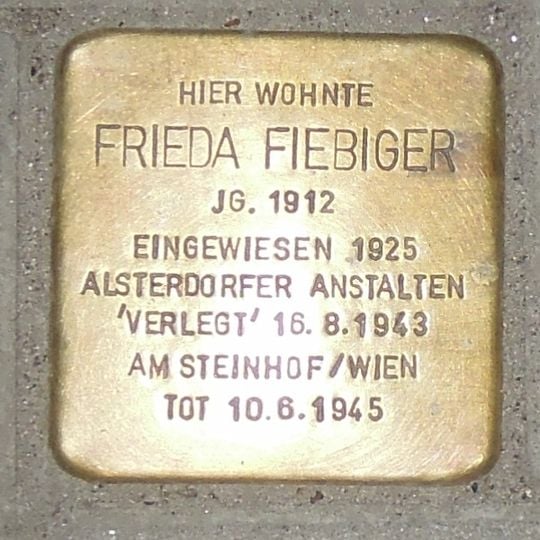 HIER WOHNTE
FRIEDA FIEBIGER
JG. 1912
EINGEWIESEN 1925
ALSTERDORFER ANSTALTEN
'VERLEGT' 16.8.1943
AM STEINHOF/WIEN
TOT 10.6.1945